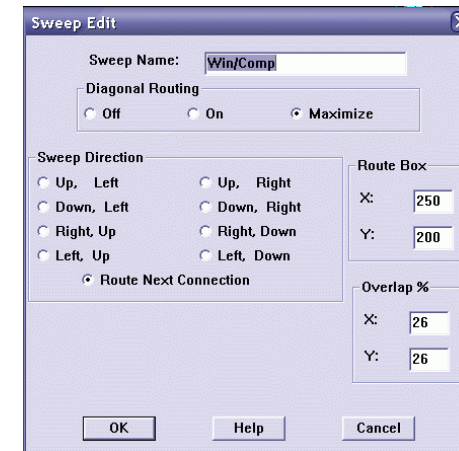 Sweep Edit
Sweep Name: Win/Comp
Diagonal Routing
Off On Maximize
Sweep Direction
Up, Left Up, Right
Down, Left Down, Right
Right, Up Right, Down
Left, Up Left, Down
Route Next Connection
Route Box
X: 250
Y: 200
Overlap %
X: 26
Y: 26
OK Help Cancel